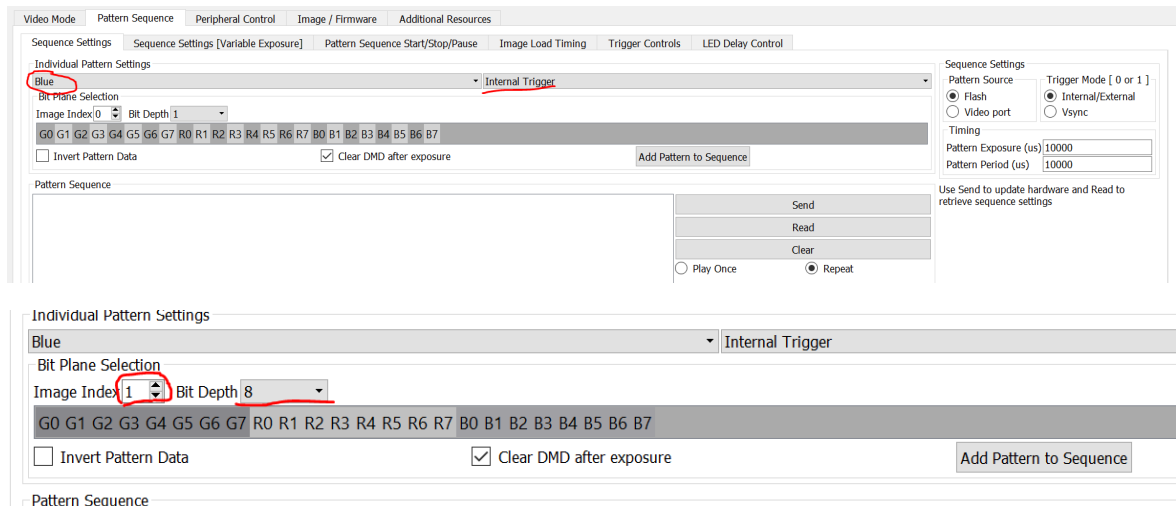 Video Mode Pattern Sequence Peripheral Control Image / Firmware Additional Resources
Sequence Settings Sequence Settings [Variable Exposure] Pattern Sequence Start/Stop/Pause Image Load Timing Trigger Controls LED Delay Control
Individual Pattern Settings
Blue Internal Trigger
Bit Plane Selection
Image Index 0 Bit Depth 1
G0 G1 G2 G3 G4 G5 G6 G7 R0 R1 R2 R3 R4 R5 R6 R7 B0 B1 B2 B3 B4 B5 B6 B7
Invert Pattern Data Clear DMD after exposure Add Pattern to Sequence
Pattern Sequence
Send
Read
Clear
Play Once Repeat
Sequence Settings
Pattern Source Trigger Mode [ 0 or 1 ]
Flash Internal/External
Video port Vsync
Timing
Pattern Exposure (us) 10000
Pattern Period (us) 10000
Use Send to update hardware and Read to
retrieve sequence settings
Individual Pattern Settings
Blue Internal Trigger
Bit Plane Selection
Image Index 1 Bit Depth 8
G0 G1 G2 G3 G4 G5 G6 G7 R0 R1 R2 R3 R4 R5 R6 R7 B0 B1 B2 B3 B4 B5 B6 B7
Invert Pattern Data Clear DMD after exposure Add Pattern to Sequence
Pattern Sequence